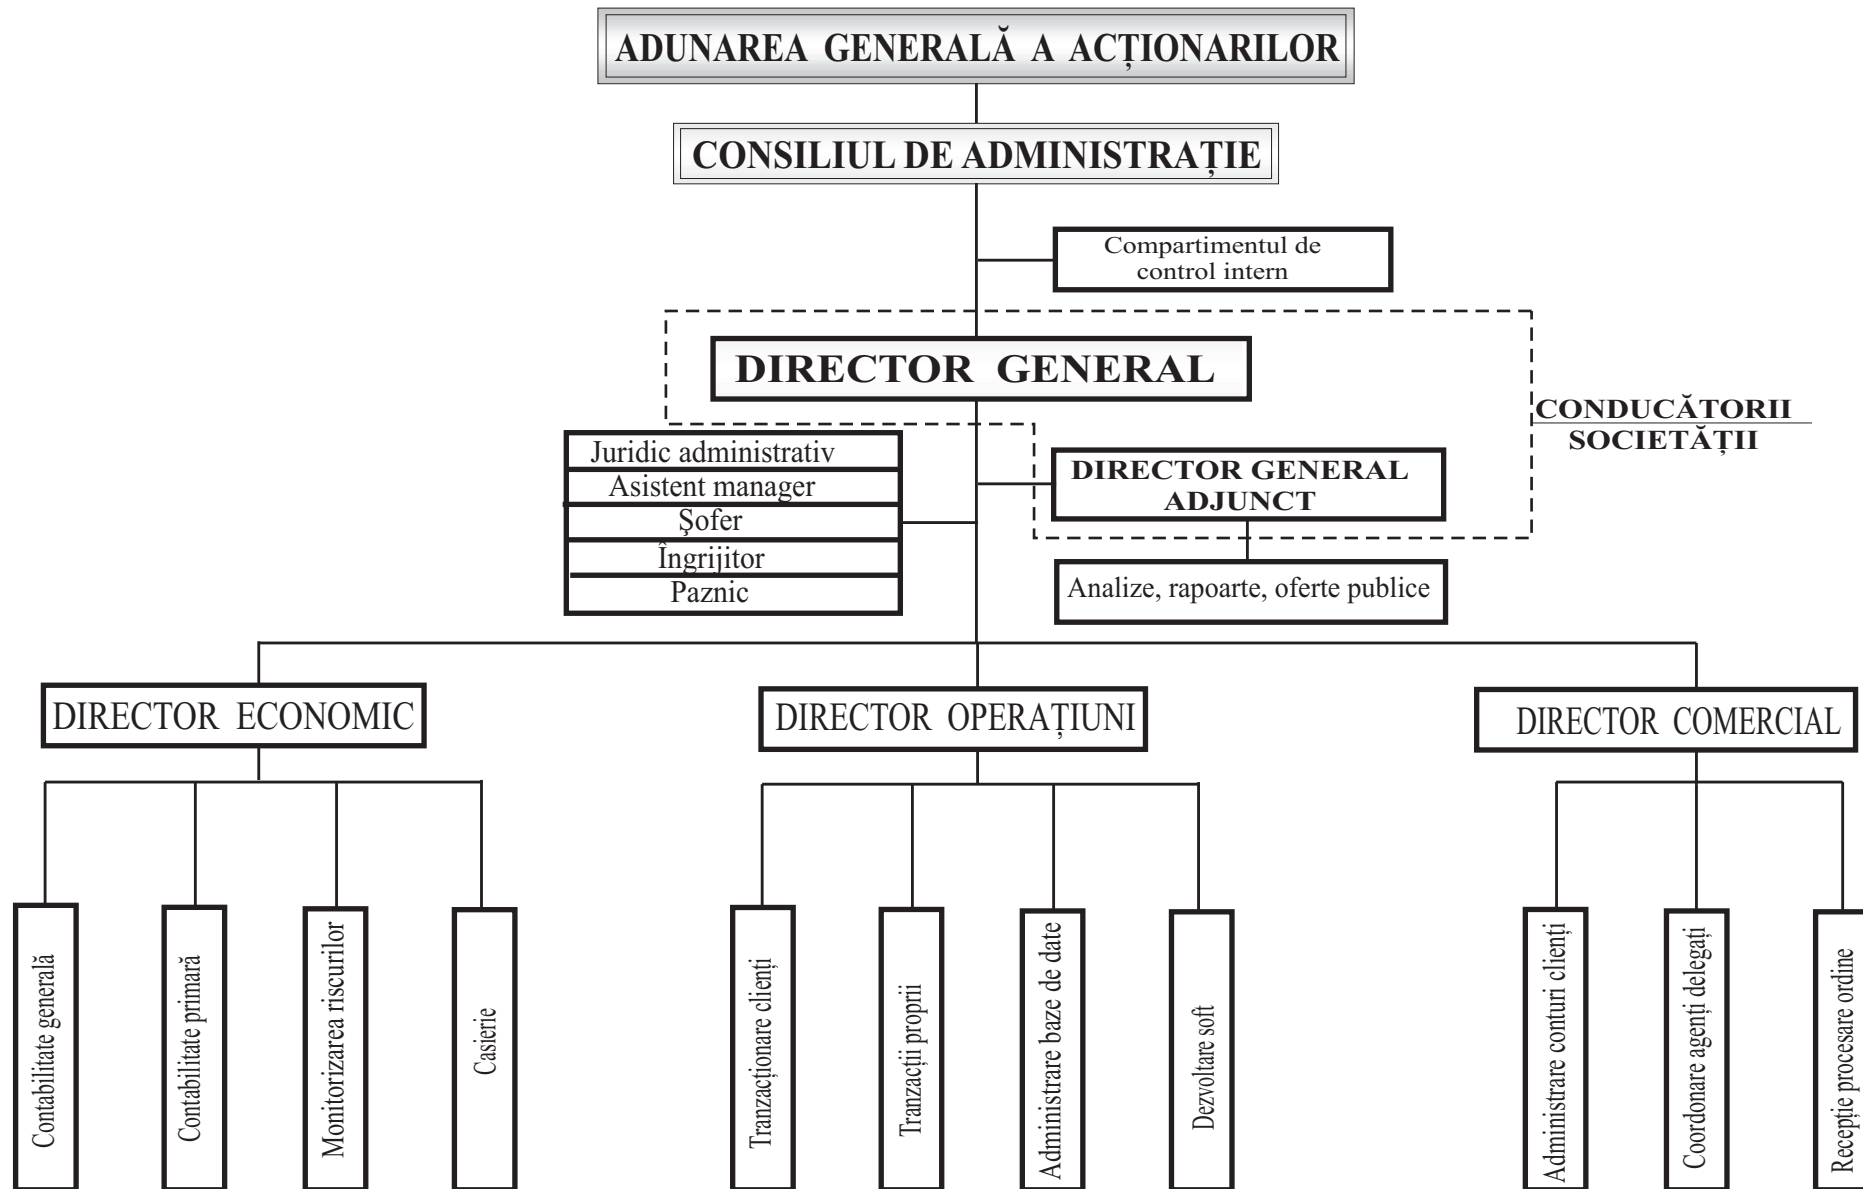 ADUNAREA GENERALĂ A ACȚIONARILOR
CONSILIUL DE ADMINISTRAȚIE
Compartimentul de
control intern
DIRECTOR GENERAL
CONDUCĂTORII
SOCIETĂȚII
Juridic administrativ
Asistent manager
Şofer
Îngrijitor
Paznic
DIRECTOR GENERAL
ADJUNCT
Analize, rapoarte, oferte publice
DIRECTOR ECONOMIC
DIRECTOR OPERAȚIUNI
DIRECTOR COMERCIAL
Contabilitate generală
Contabilitate primară
Monitorizarea riscurilor
Casierie
Tranzacționare clienți
Tranzacții proprii
Administrare baze de date
Dezvoltare soft
Administrare conturi clienți
Coordonare agenți delegați
Recepție procesare ordine